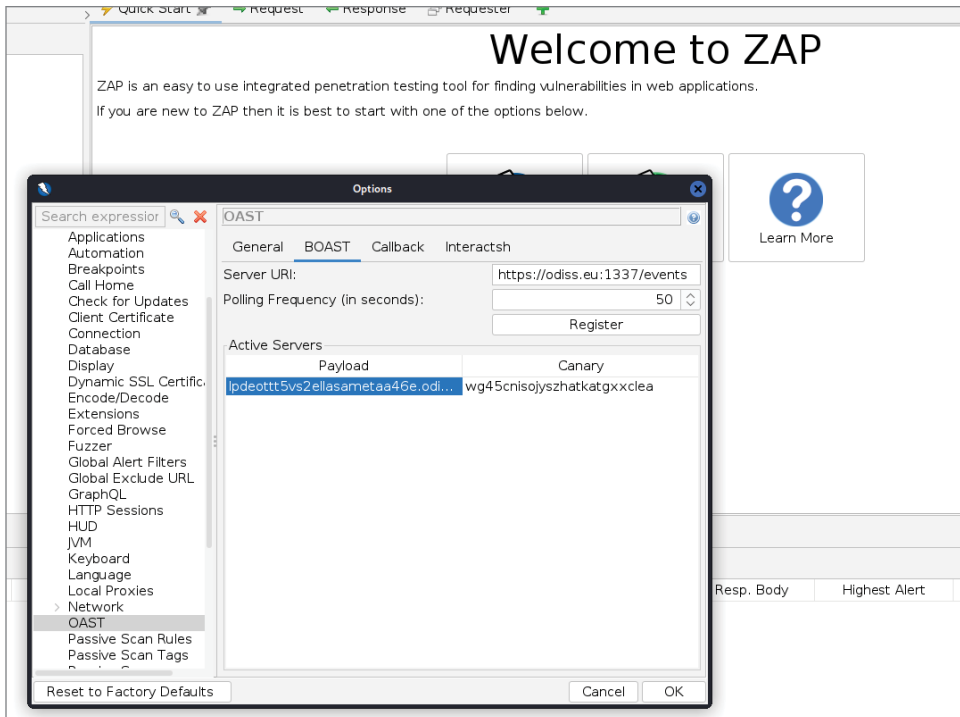 Quick Start Request Response Requester
Welcome to ZAP
ZAP is an easy to use integrated penetration testing tool for finding vulnerabilities in web applications.
If you are new to ZAP then it is best to start with one of the options below.
Learn More
Options
Search expressior
OAST
Applications
Automation
Breakpoints
Call Home
Check for Updates
Client Certificate
Connection
Database
Display
Dynamic SSL Certific
Encode/Decode
Extensions
Forced Browse
Fuzzer
Global Alert Filters
Global Exclude URL
GraphQL
HTTP Sessions
HUD
JVM
Keyboard
Language
Local Proxies
Network
OAST
Passive Scan Rules
Passive Scan Tags
General BOAST Callback Interactsh
Server URI: https://odiss.eu:1337/events
Polling Frequency (in seconds): 50
Register
Active Servers
Payload Canary
lpdeottt5vs2ellasametaa46e.odi... wg45cnisojyszhatkatgxxclea
Reset to Factory Defaults Cancel OK
Resp. Body Highest Alert